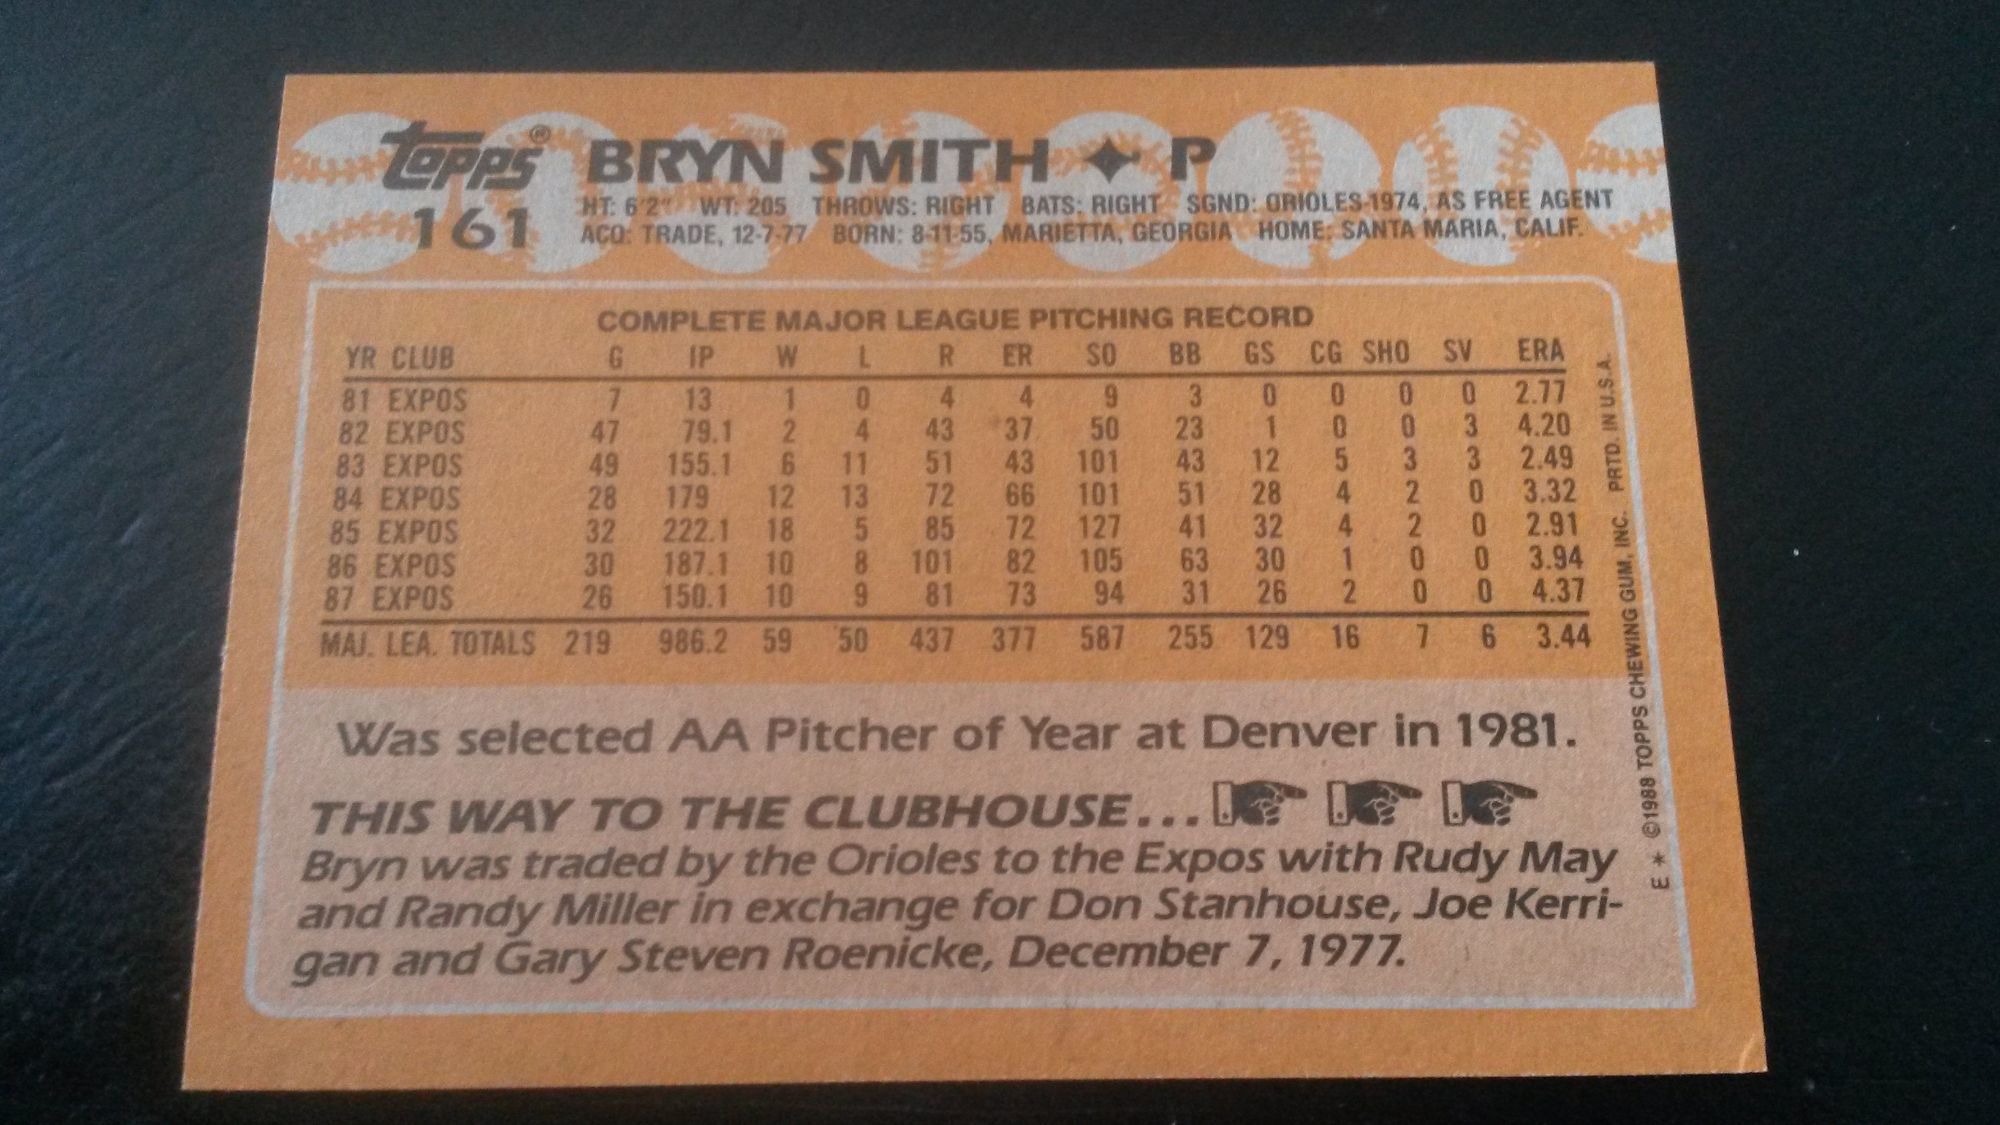 topps® BRYN SMITH ✦ P
161 HT: 6'2" WT: 205 THROWS: RIGHT BATS: RIGHT SGND: ORIOLES-1974, AS FREE AGENT
ACQ: TRADE, 12-7-77 BORN: 8-11-55, MARIETTA, GEORGIA HOME: SANTA MARIA, CALIF.
COMPLETE MAJOR LEAGUE PITCHING RECORD
YR CLUB G IP W L R ER SO BB GS CG SHO SV ERA
81 EXPOS 7 13 1 0 4 4 9 3 0 0 0 0 2.77
82 EXPOS 47 79.1 2 4 43 37 50 23 1 0 0 3 4.20
83 EXPOS 49 155.1 6 11 51 43 101 43 12 5 3 3 2.49
84 EXPOS 28 179 12 13 72 66 101 51 28 4 2 0 3.32
85 EXPOS 32 222.1 18 5 85 72 127 41 32 4 2 0 2.91
86 EXPOS 30 187.1 10 8 101 82 105 63 30 1 0 0 3.94
87 EXPOS 26 150.1 10 9 81 73 94 31 26 2 0 0 4.37
MAJ. LEA. TOTALS 219 986.2 59 50 437 377 587 255 129 16 7 6 3.44
Was selected AA Pitcher of Year at Denver in 1981.
THIS WAY TO THE CLUBHOUSE...
Bryn was traded by the Orioles to the Expos with Rudy May
and Randy Miller in exchange for Don Stanhouse, Joe Kerri-
gan and Gary Steven Roenicke, December 7, 1977.
E * ©1988 TOPPS CHEWING GUM, INC. PRTD. IN U.S.A.